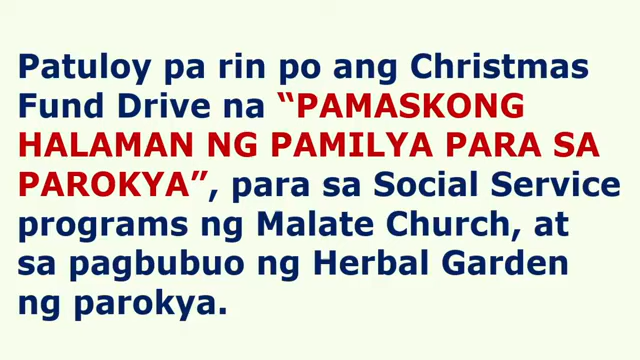 Patuloy pa rin po ang Christmas
Fund Drive na “PAMASKONG
HALAMAN NG PAMILYA PARA SA
PAROKYA”, para sa Social Service
programs ng Malate Church, at
sa pagbubuo ng Herbal Garden
ng parokya.